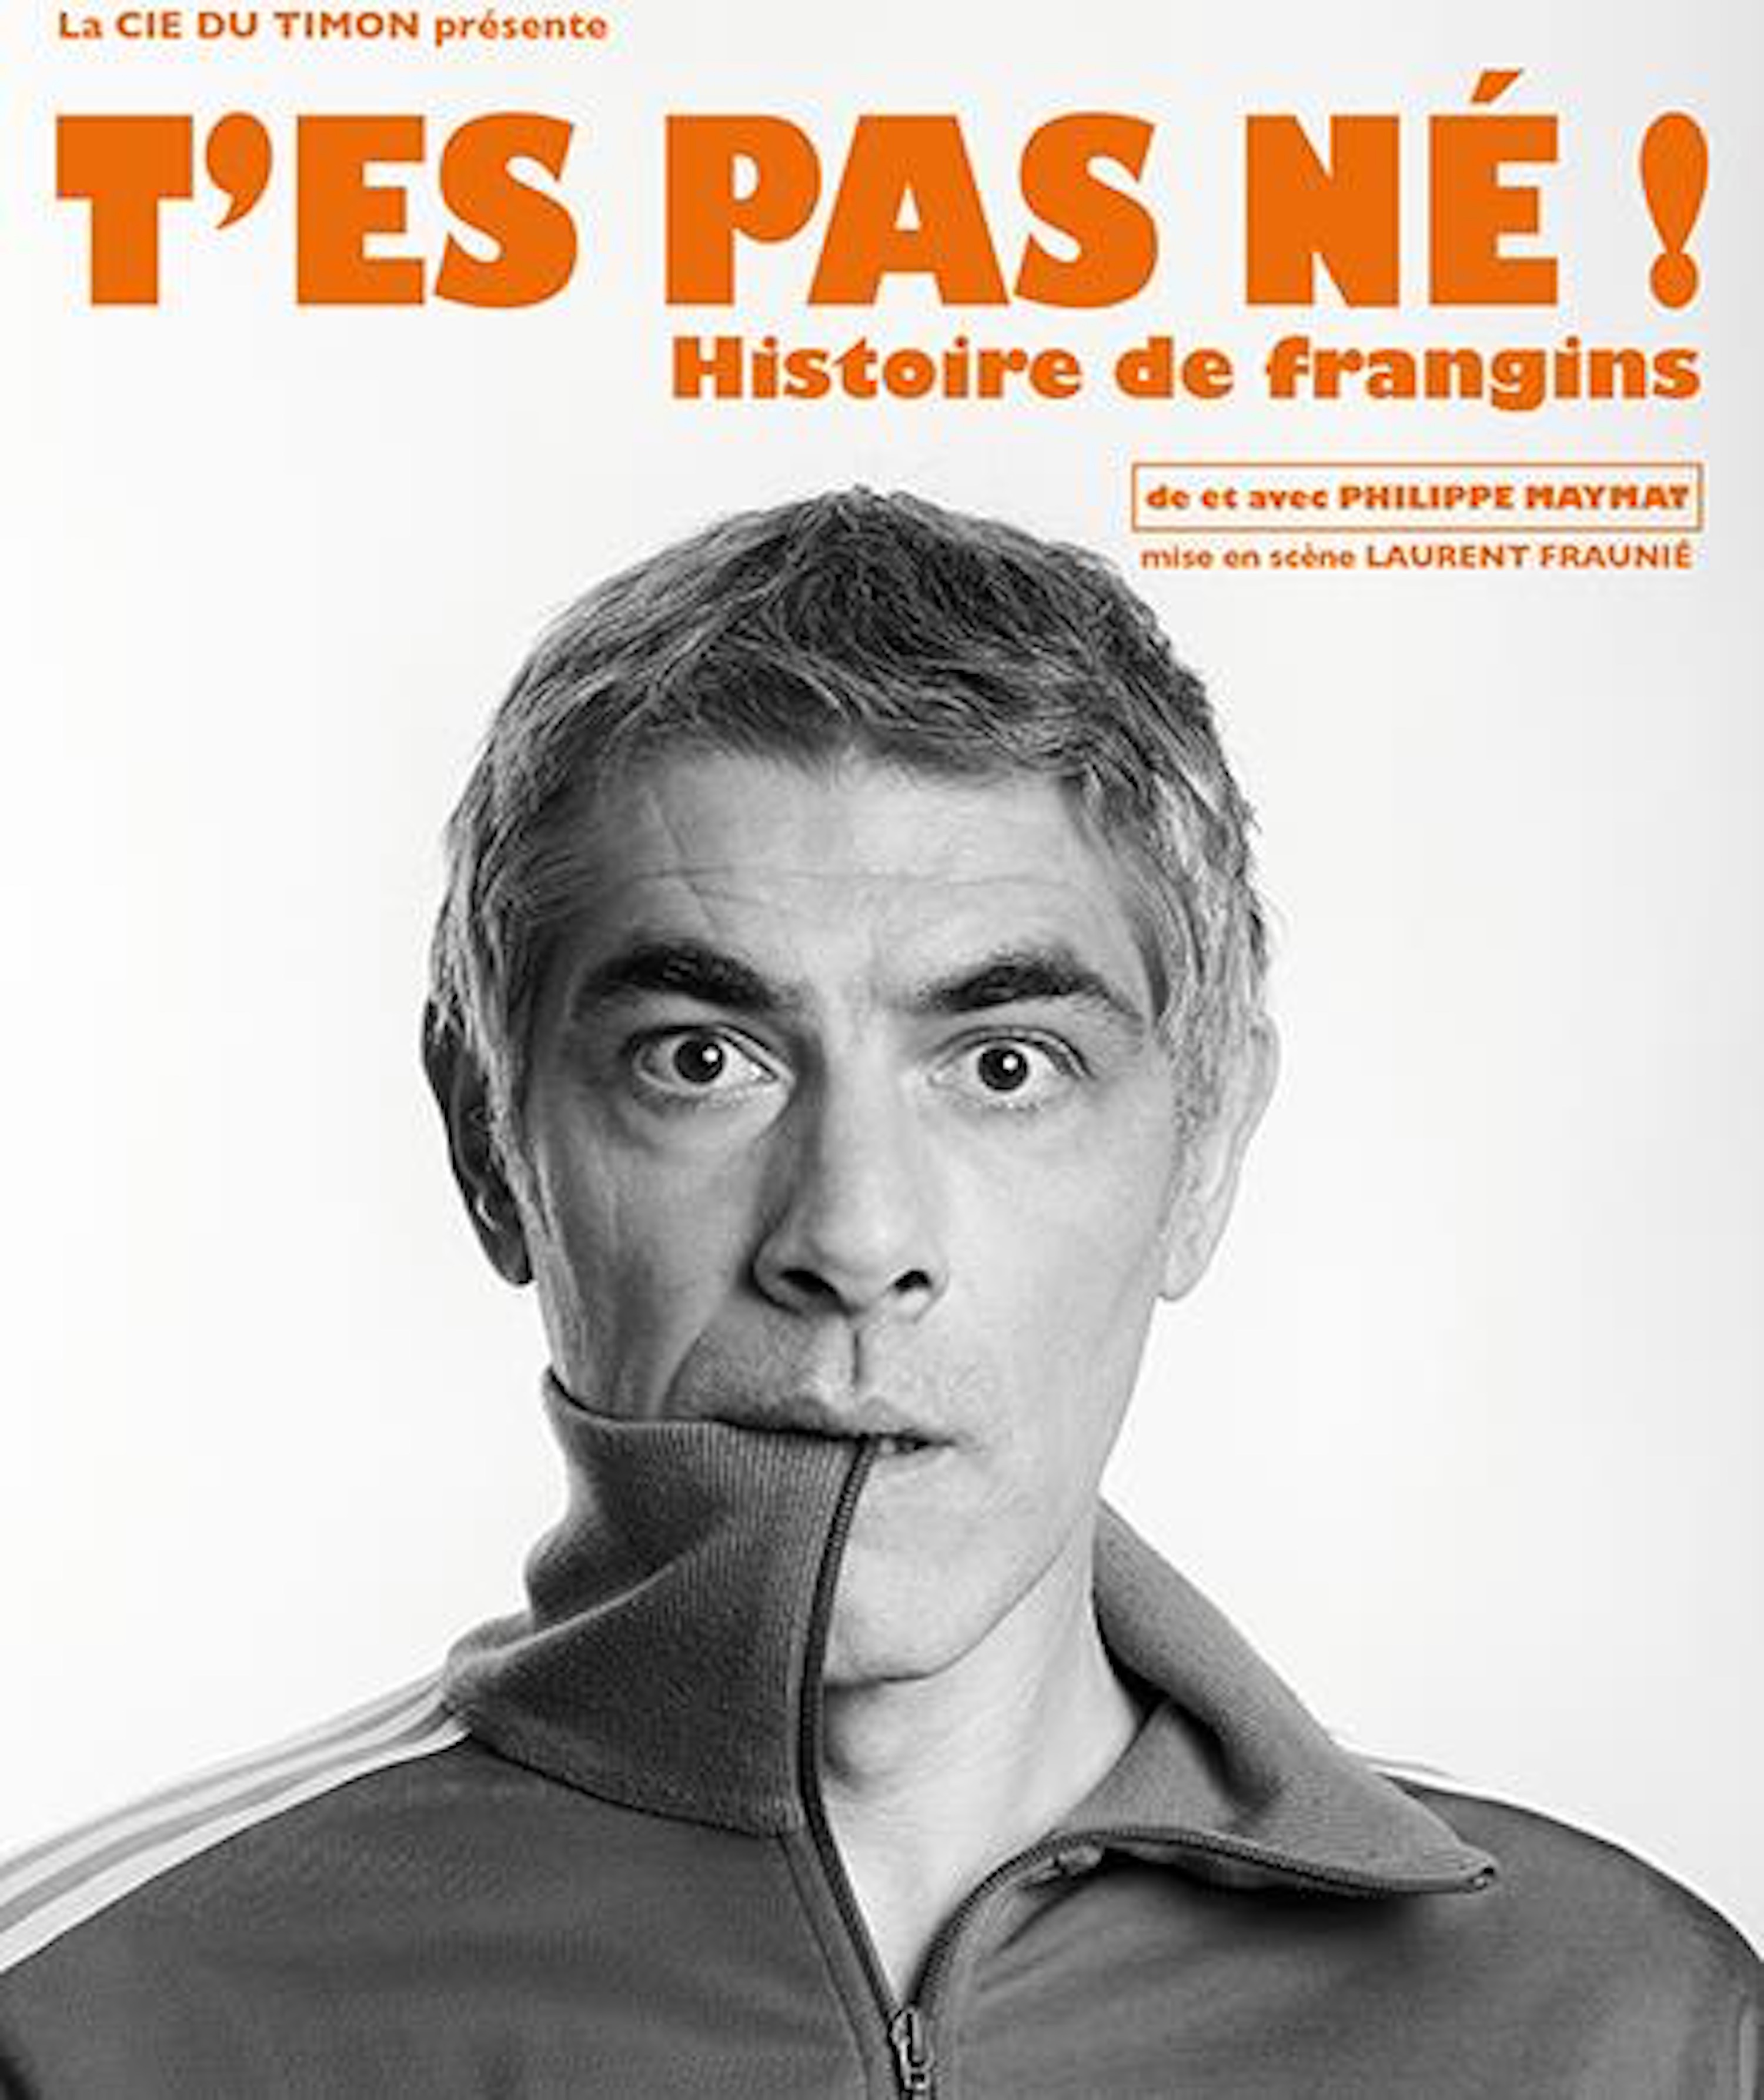 La CIE DU TIMON présente
T’ES PAS NÉ !
Histoire de frangins
de et avec PHILIPPE MAYMAT
mise en scène LAURENT FRAUNIÉ